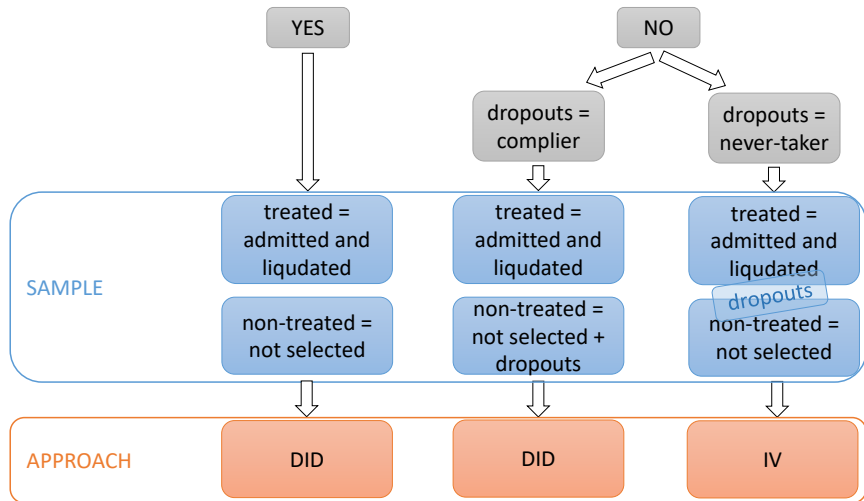 YES
NO
dropouts =
complier
dropouts =
never-taker
SAMPLE
treated =
admitted and
liqudated
treated =
admitted and
liqudated
treated =
admitted and
liqudated
dropouts
non-treated =
not selected
non-treated =
not selected +
dropouts
non-treated =
not selected
APPROACH
DID
DID
IV